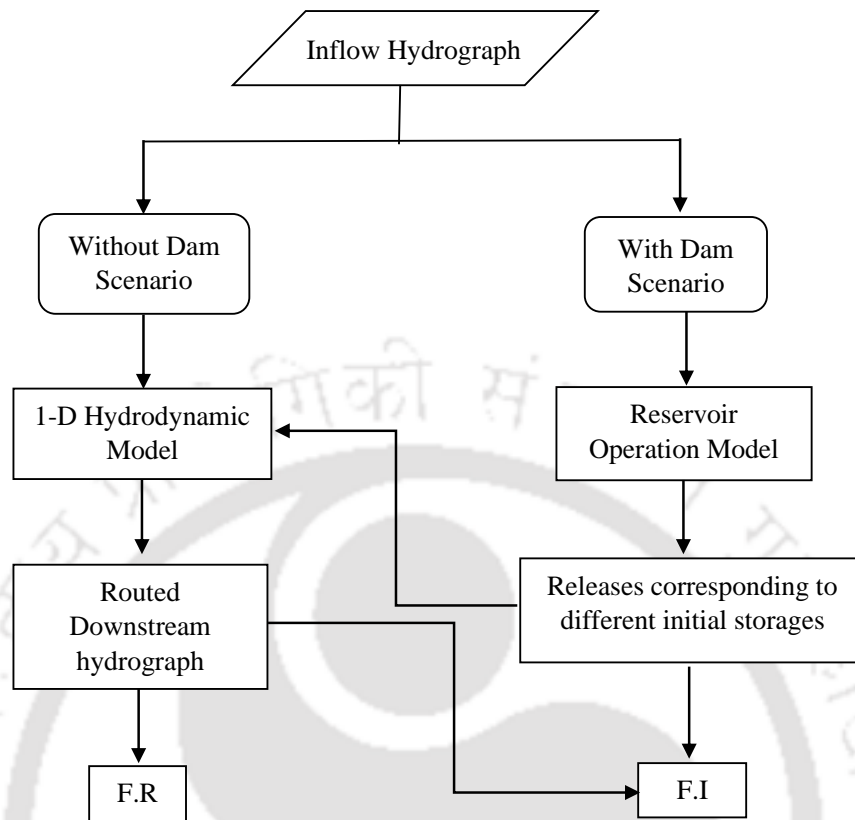 Inflow Hydrograph
Without Dam
Scenario
With Dam
Scenario
1-D Hydrodynamic
Model
Reservoir
Operation Model
Routed
Downstream
hydrograph
Releases corresponding to
different initial storages
F.R
F.I